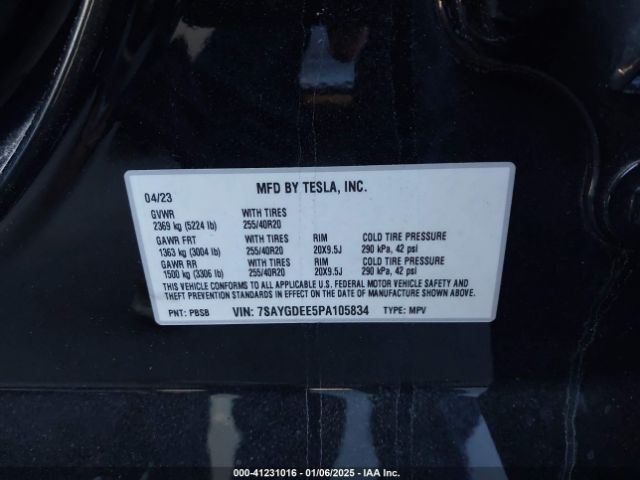 04/23 MFD BY TESLA, INC.
GVWR WITH TIRES
2369 kg (5224 lb) 255/40R20
GAWR FRT WITH TIRES RIM COLD TIRE PRESSURE
1363 kg (3004 lb) 255/40R20 20X9.5J 290 kPa, 42 psi
GAWR RR WITH TIRES RIM COLD TIRE PRESSURE
1500 kg (3306 lb) 255/40R20 20X9.5J 290 kPa, 42 psi
THIS VEHICLE CONFORMS TO ALL APPLICABLE FEDERAL MOTOR VEHICLE SAFETY AND
THEFT PREVENTION STANDARDS IN EFFECT ON THE DATE OF MANUFACTURE SHOWN ABOVE.
PNT: PBSB VIN: 7SAYGDEE5PA105834 TYPE: MPV
000-41231016 - 01/06/2025 - IAA Inc.